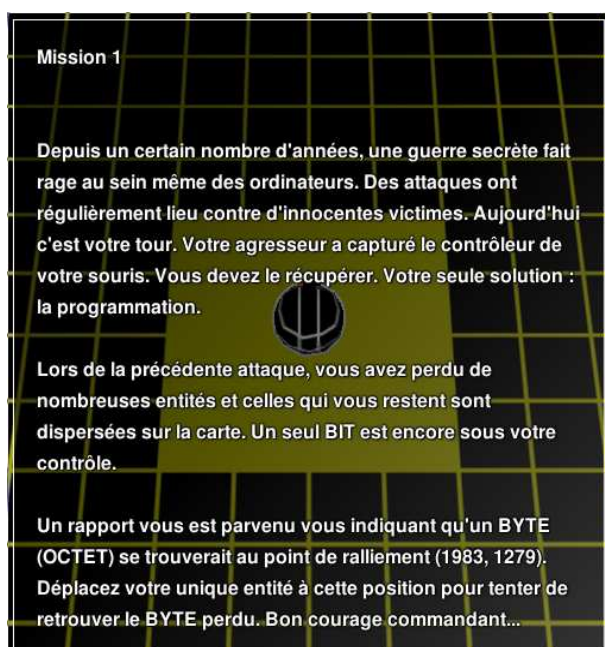 Mission 1
Depuis un certain nombre d'années, une guerre secrète fait
rage au sein même des ordinateurs. Des attaques ont
régulièrement lieu contre d'innocentes victimes. Aujourd'hui
c'est votre tour. Votre agresseur a capturé le contrôleur de
votre souris. Vous devez le récupérer. Votre seule solution :
la programmation.
Lors de la précédente attaque, vous avez perdu de
nombreuses entités et celles qui vous restent sont
dispersées sur la carte. Un seul BIT est encore sous votre
contrôle.
Un rapport vous est parvenu vous indiquant qu'un BYTE
(OCTET) se trouverait au point de ralliement (1983, 1279).
Déplacez votre unique entité à cette position pour tenter de
retrouver le BYTE perdu. Bon courage commandant...